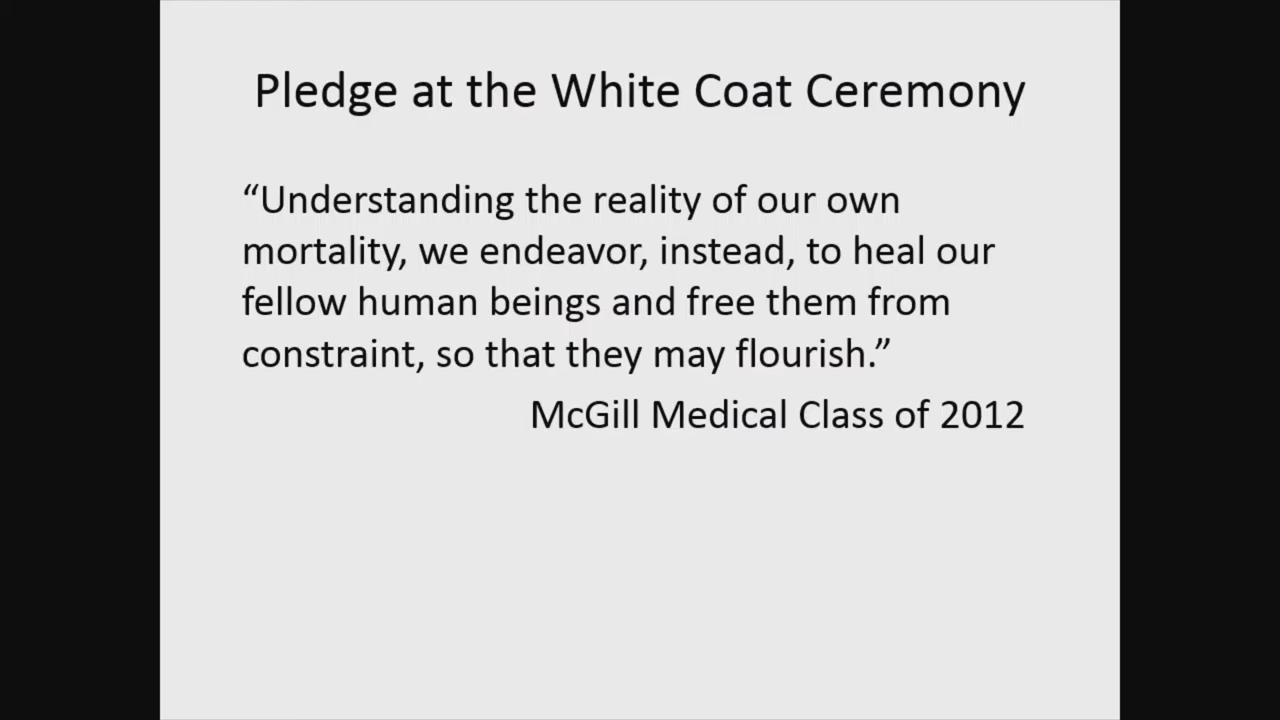 Pledge at the White Coat Ceremony
“Understanding the reality of our own
mortality, we endeavor, instead, to heal our
fellow human beings and free them from
constraint, so that they may flourish.”
McGill Medical Class of 2012